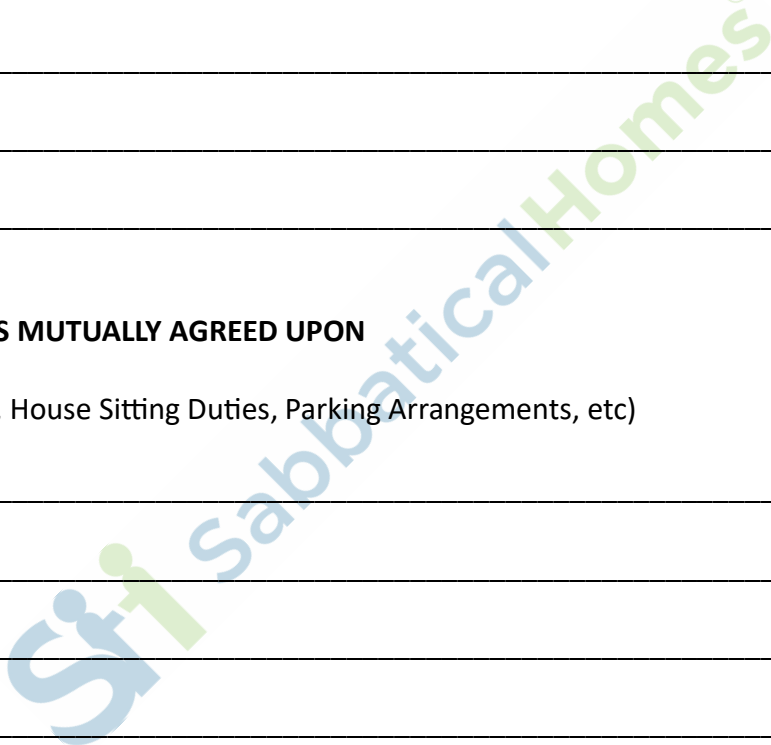 S MUTUALLY AGREED UPON
House Sitting Duties, Parking Arrangements, etc)
SabbaticalHomes